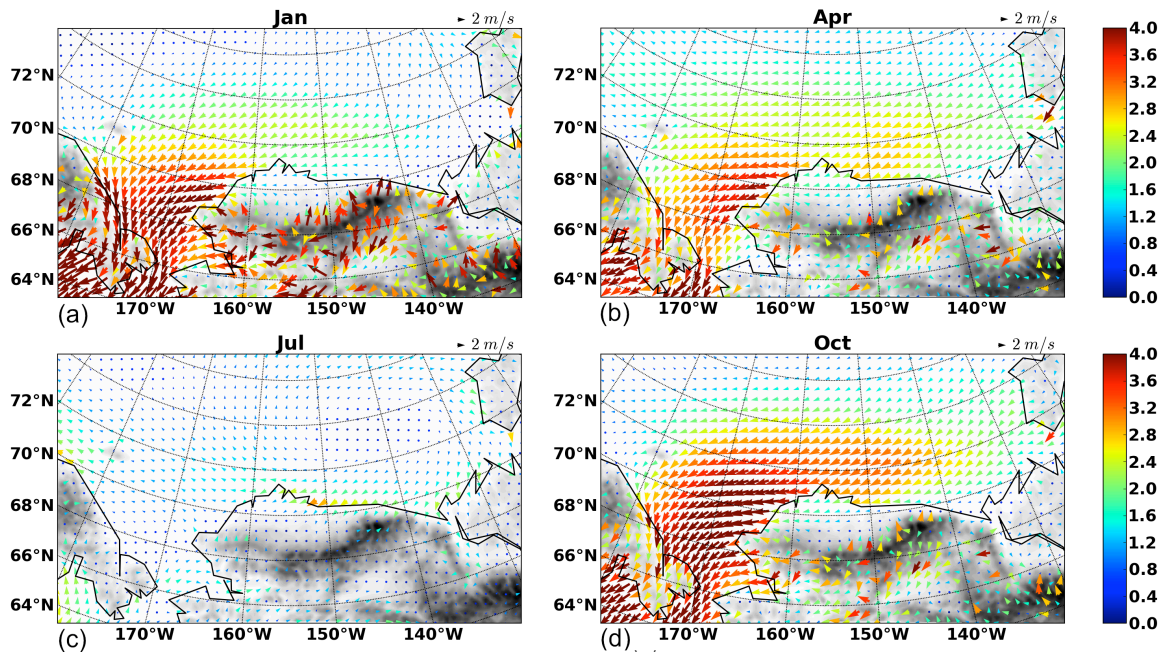 Jan
2 m/s
72°N
70°N
68°N
66°N
64°N
170°W
160°W
150°W
140°W
(a)
Apr
2 m/s
72°N
70°N
68°N
66°N
64°N
170°W
160°W
150°W
140°W
(b)
4.0
3.6
3.2
2.8
2.4
2.0
1.6
1.2
0.8
0.4
0.0
Jul
2 m/s
72°N
70°N
68°N
66°N
64°N
170°W
160°W
150°W
140°W
(c)
Oct
2 m/s
72°N
70°N
68°N
66°N
64°N
170°W
160°W
150°W
140°W
(d)
4.0
3.6
3.2
2.8
2.4
2.0
1.6
1.2
0.8
0.4
0.0